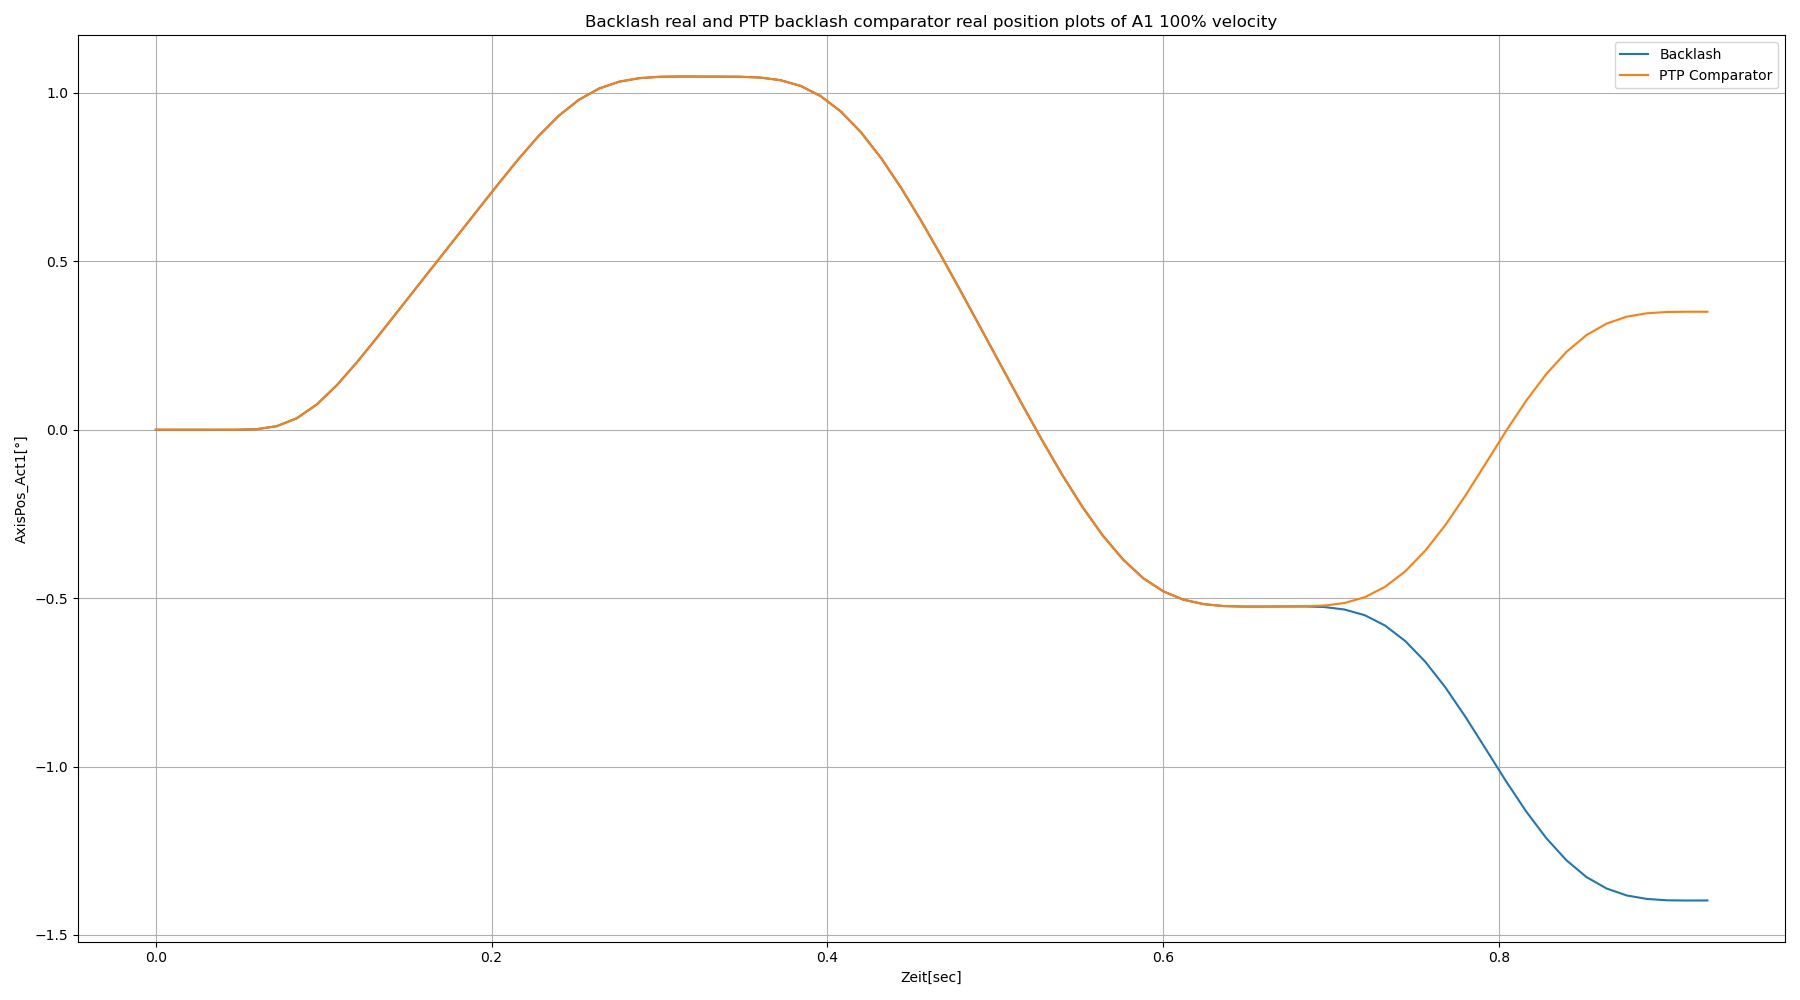 Backlash real and PTP backlash comparator real position plots of A1 100% velocity
Backlash
PTP Comparator
AxisPos_Act1[°]
1.0
0.5
0.0
−0.5
−1.0
−1.5
0.0 0.2 0.4 0.6 0.8
Zeit[sec]